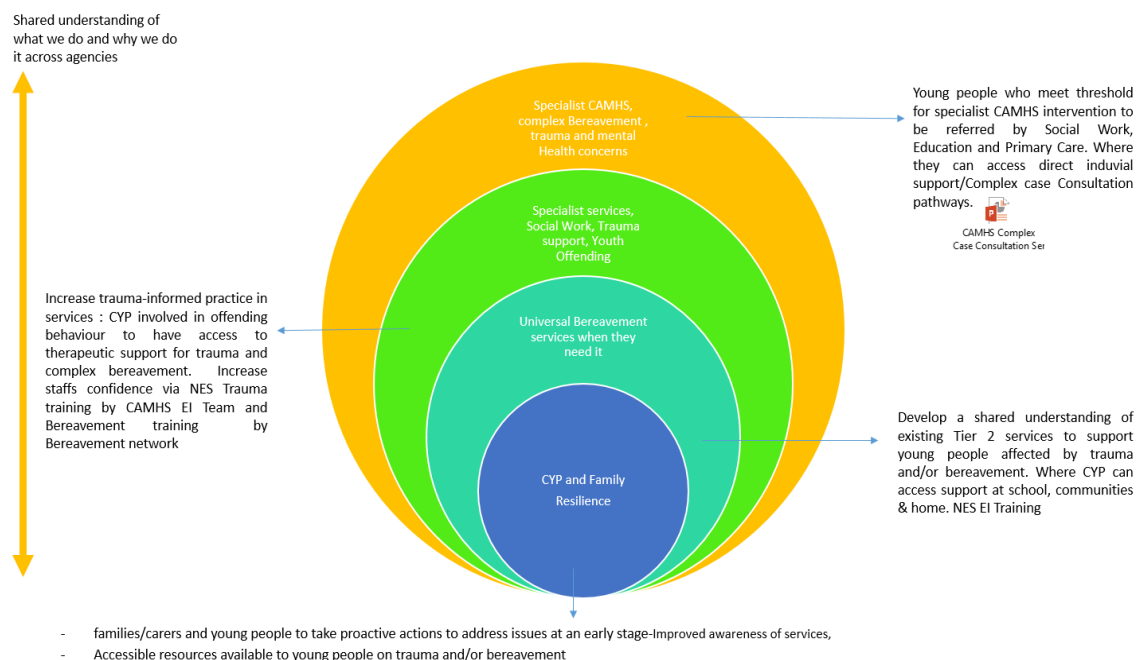 Shared understanding of
what we do and why we do
it across agencies
Specialist CAMHS,
complex Bereavement ,
trauma and mental
Health concerns
Young people who meet threshold
for specialist CAMHS intervention to
be referred by Social Work,
Education and Primary Care. Where
they can access direct induvial
support/Complex case Consultation
pathways.
P
CAMHS Complex
Case Consultation Ser
Specialist services,
Social Work, Trauma
support, Youth
Offending
Increase trauma-informed practice in
services : CYP involved in offending
behaviour to have access to
therapeutic support for trauma and
complex bereavement. Increase
staffs confidence via NES Trauma
training by CAMHS EI Team and
Bereavement training by
Bereavement network
Universal Bereavement
services when they
need it
Develop a shared understanding of
existing Tier 2 services to support
young people affected by trauma
and/or bereavement. Where CYP can
access support at school, communities
& home. NES EI Training
CYP and Family
Resilience
- families/carers and young people to take proactive actions to address issues at an early stage-Improved awareness of services,
- Accessible resources available to young people on trauma and/or bereavement